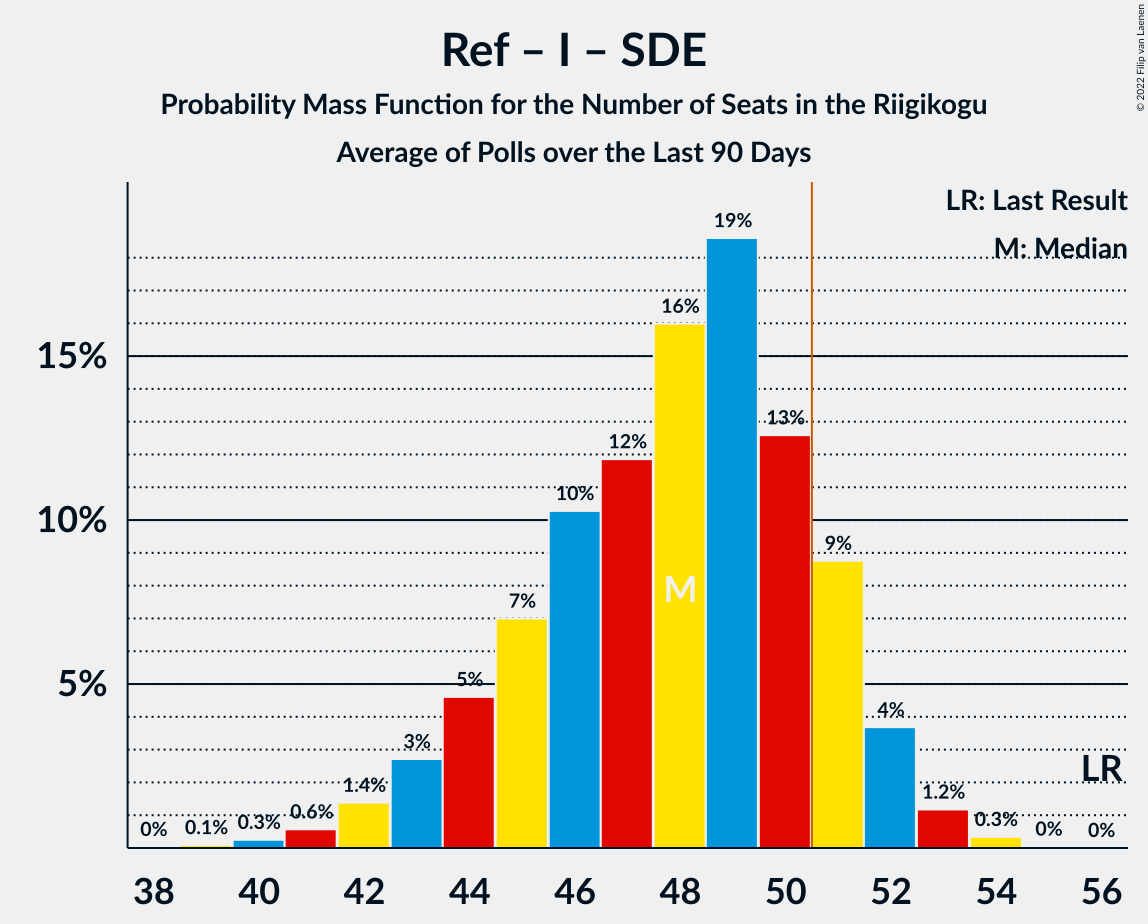 Ref – I – SDE
Probability Mass Function for the Number of Seats in the Riigikogu
Average of Polls over the Last 90 Days
© 2022 Filip van Laenen
LR: Last Result
M: Median
15%
10%
5%
0%
0.1%
0.3%
0.6%
1.4%
3%
5%
7%
10%
12%
16%
19%
13%
9%
4%
1.2%
0.3%
0%
0%
M
LR
38 40 42 44 46 48 50 52 54 56